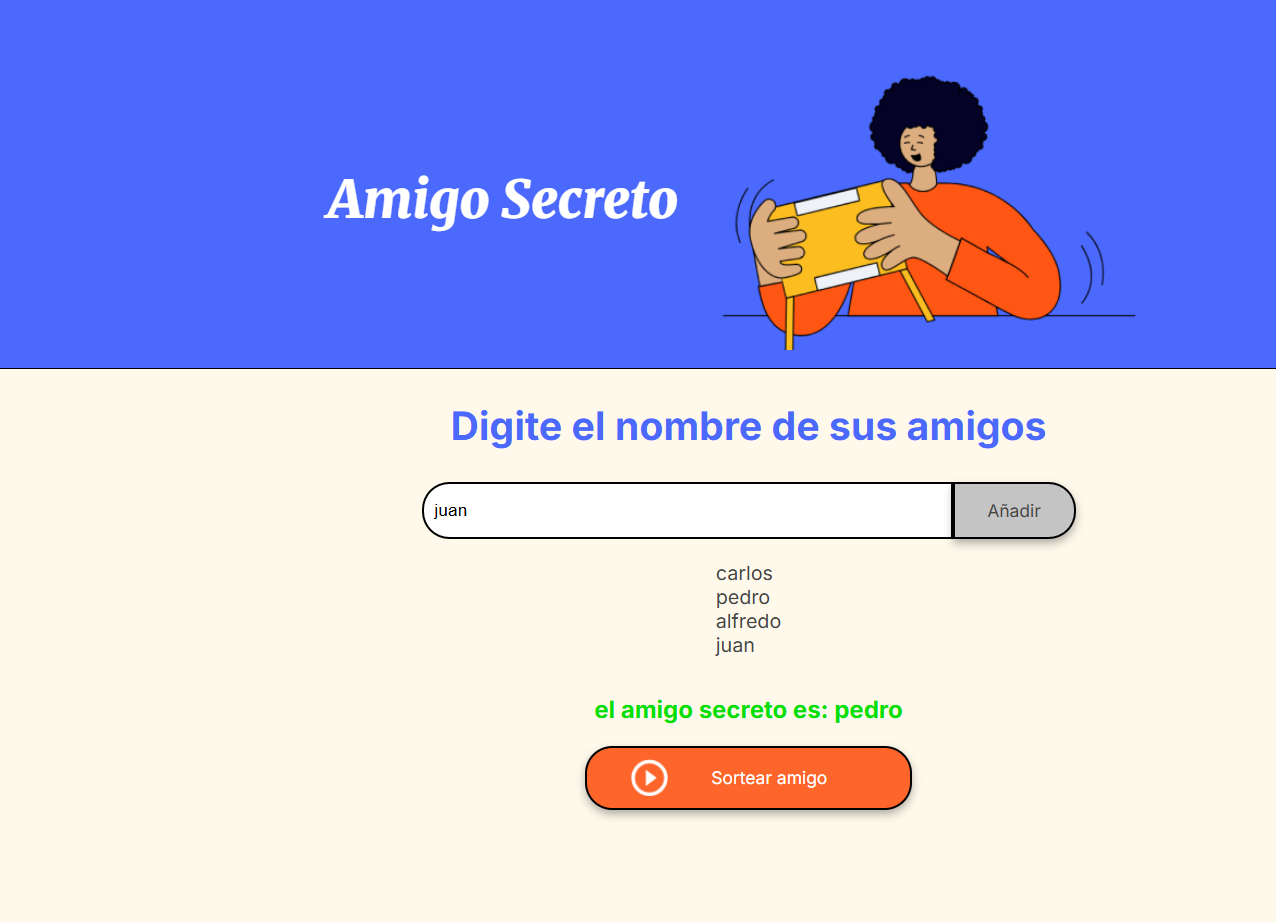 Amigo Secreto
Digite el nombre de sus amigos
juan
Añadir
carlos
pedro
alfredo
juan
el amigo secreto es: pedro
Sortear amigo